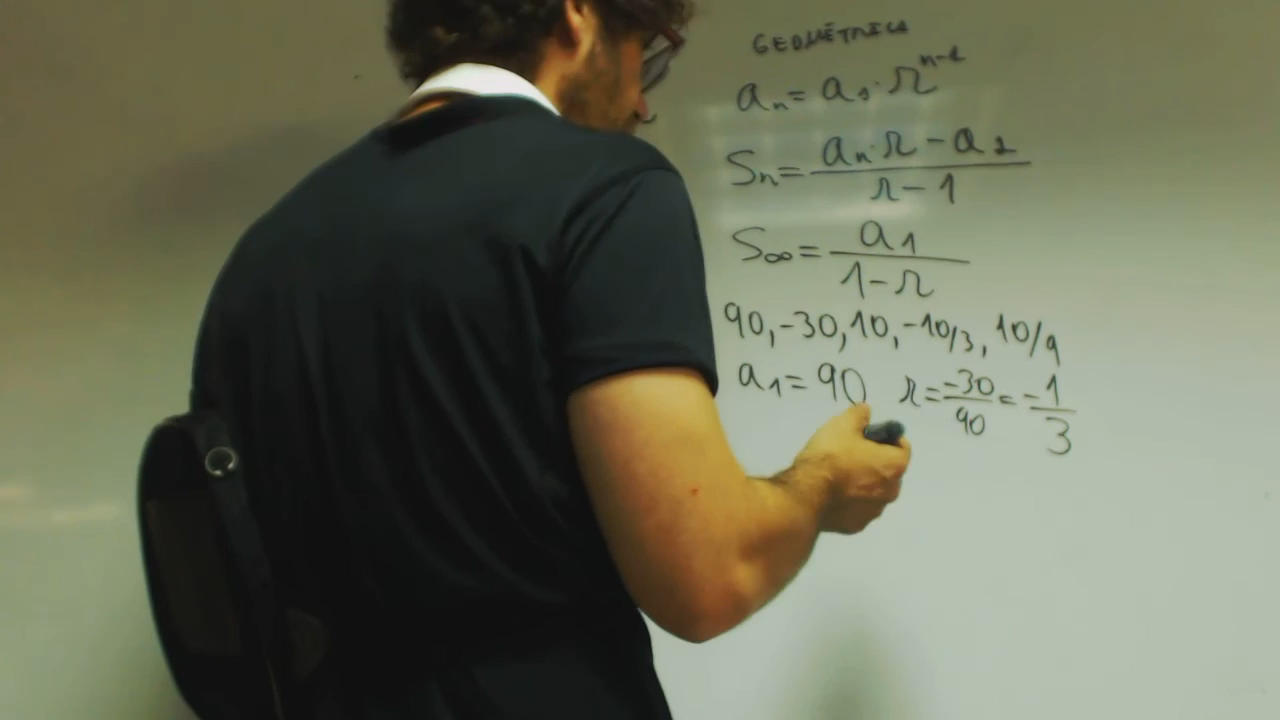 GEOMÉTRICA
aₙ = a₁ · r^(n-1)
Sₙ = (aₙ · r - a₁) / (r - 1)
S∞ = a₁ / (1 - r)
90, -30, 10, -10/3, 10/9
a₁ = 90 r = -30/90 = -1/3